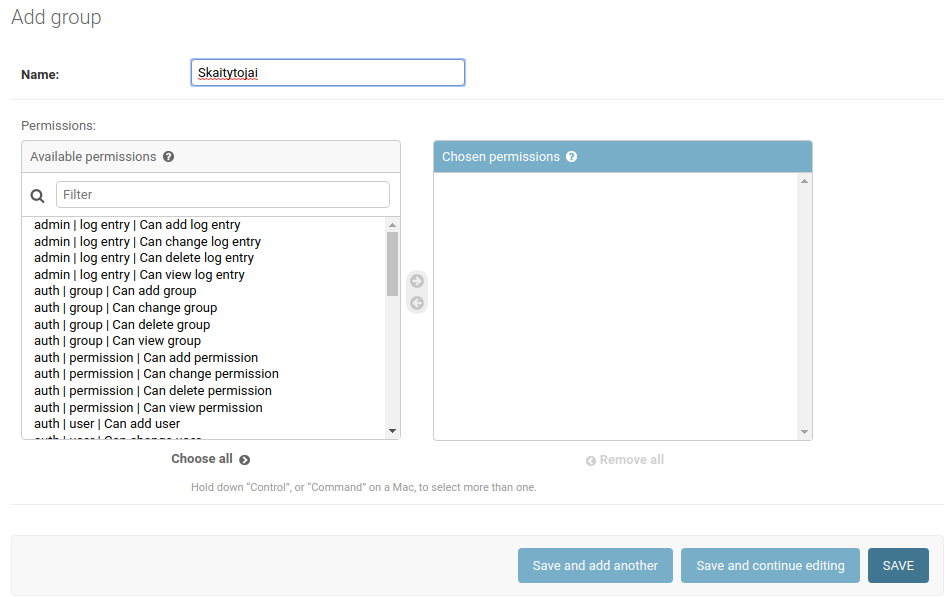 Add group
Name: Skaitytojai
Permissions:
Available permissions ?
Chosen permissions ?
Filter
admin | log entry | Can add log entry
admin | log entry | Can change log entry
admin | log entry | Can delete log entry
admin | log entry | Can view log entry
auth | group | Can add group
auth | group | Can change group
auth | group | Can delete group
auth | group | Can view group
auth | permission | Can add permission
auth | permission | Can change permission
auth | permission | Can delete permission
auth | permission | Can view permission
auth | user | Can add user
auth | user | Can change user
Choose all
Remove all
Hold down “Control”, or “Command” on a Mac, to select more than one.
Save and add another
Save and continue editing
SAVE